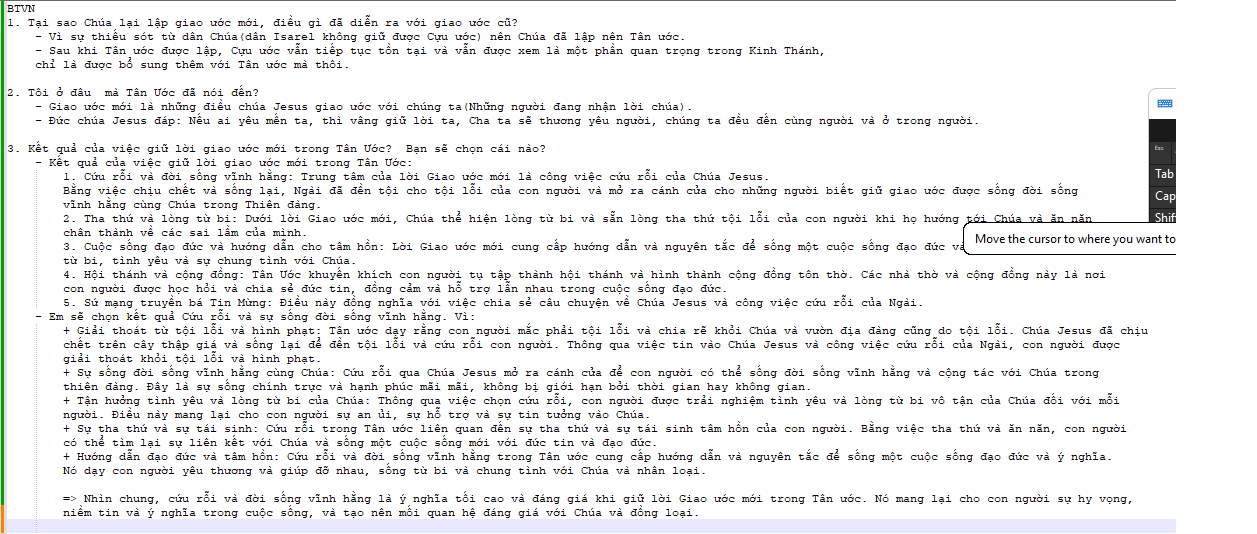 BTVN
1. Tại sao Chúa lại lập giao ước mới, điều gì đã diễn ra với giao ước cũ?
- Vì sự thiếu sót từ dân Chúa(dân Isarel không giữ được Cựu ước) nên Chúa đã lập nên Tân ước.
- Sau khi Tân ước được lập, Cựu ước vẫn tiếp tục tồn tại và vẫn được xem là một phần quan trọng trong Kinh Thánh,
chỉ là được bổ sung thêm với Tân ước mà thôi.
2. Tôi ở đâu mà Tân Ước đã nói đến?
- Giao ước mới là những điều chúa Jesus giao ước với chúng ta(Những người đang nhận lời chúa).
- Đức chúa Jesus đáp: Nếu ai yêu mến ta, thì vâng giữ lời ta, Cha ta sẽ thương yêu người, chúng ta đều đến cùng người và ở trong người.
3. Kết quả của việc giữ lời giao ước mới trong Tân Ước? Bạn sẽ chọn cái nào?
- Kết quả của việc giữ lời giao ước mới trong Tân Ước:
1. Cứu rỗi và đời sống vĩnh hằng: Trung tâm của lời Giao ước mới là công việc cứu rỗi của Chúa Jesus.
Bằng việc chịu chết và sống lại, Ngài đã đền tội cho tội lỗi của con người và mở ra cánh cửa cho những người biết giữ giao ước được sống đời sống
vĩnh hằng cùng Chúa trong Thiên đàng.
2. Tha thứ và lòng từ bi: Dưới lời Giao ước mới, Chúa thể hiện lòng từ bi và sẵn lòng tha thứ tội lỗi của con người khi họ hướng tới Chúa và ăn năn
chân thành về các sai lầm của mình.
3. Cuộc sống đạo đức và hướng dẫn cho tâm hồn: Lời Giao ước mới cung cấp hướng dẫn và nguyên tắc để sống một cuộc sống đạo đức
từ bi, tình yêu và sự chung tình với Chúa.
4. Hội thánh và cộng đồng: Tân Ước khuyến khích con người tụ tập thành hội thánh và hình thành cộng đồng tôn thờ. Các nhà thờ và cộng đồng này là nơi
con người được học hỏi và chia sẻ đức tin, đồng cảm và hỗ trợ lẫn nhau trong cuộc sống đạo đức.
5. Sứ mạng truyền bá Tin Mừng: Điều này đồng nghĩa với việc chia sẻ câu chuyện về Chúa Jesus và công việc cứu rỗi của Ngài.
- Em sẽ chọn kết quả Cứu rỗi và sự sống đời sống vĩnh hằng. Vì:
+ Giải thoát từ tội lỗi và hình phạt: Tân ước dạy rằng con người mắc phải tội lỗi và chia rẽ khỏi Chúa và vườn địa đàng cũng do tội lỗi. Chúa Jesus đã chịu
chết trên cây thập giá và sống lại để đền tội lỗi và cứu rỗi con người. Thông qua việc tin vào Chúa Jesus và công việc cứu rỗi của Ngài, con người được
giải thoát khỏi tội lỗi và hình phạt.
+ Sự sống đời sống vĩnh hằng cùng Chúa: Cứu rỗi qua Chúa Jesus mở ra cánh cửa để con người có thể sống đời sống vĩnh hằng và cộng tác với Chúa trong
thiên đàng. Đây là sự sống chính trực và hạnh phúc mãi mãi, không bị giới hạn bởi thời gian hay không gian.
+ Tận hưởng tình yêu và lòng từ bi của Chúa: Thông qua việc chọn cứu rỗi, con người được trải nghiệm tình yêu và lòng từ bi vô tận của Chúa đối với mỗi
người. Điều này mang lại cho con người sự an ủi, sự hỗ trợ và sự tin tưởng vào Chúa.
+ Sự tha thứ và sự tái sinh: Cứu rỗi trong Tân ước liên quan đến sự tha thứ và sự tái sinh tâm hồn của con người. Bằng việc tha thứ và ăn năn, con người
có thể tìm lại sự liên kết với Chúa và sống một cuộc sống mới với đức tin và đạo đức.
+ Hướng dẫn đạo đức và tâm hồn: Cứu rỗi và đời sống vĩnh hằng trong Tân ước cung cấp hướng dẫn và nguyên tắc để sống một cuộc sống đạo đức và ý nghĩa.
Nó dạy con người yêu thương và giúp đỡ nhau, sống từ bi và chung tình với Chúa và nhân loại.
=> Nhìn chung, cứu rỗi và đời sống vĩnh hằng là ý nghĩa tối cao và đáng giá khi giữ lời Giao ước mới trong Tân ước. Nó mang lại cho con người sự hy vọng,
niềm tin và ý nghĩa trong cuộc sống, và tạo nên mối quan hệ đáng giá với Chúa và đồng loại.
Esc
Tab
Cap
Shif
Move the cursor to where you want to